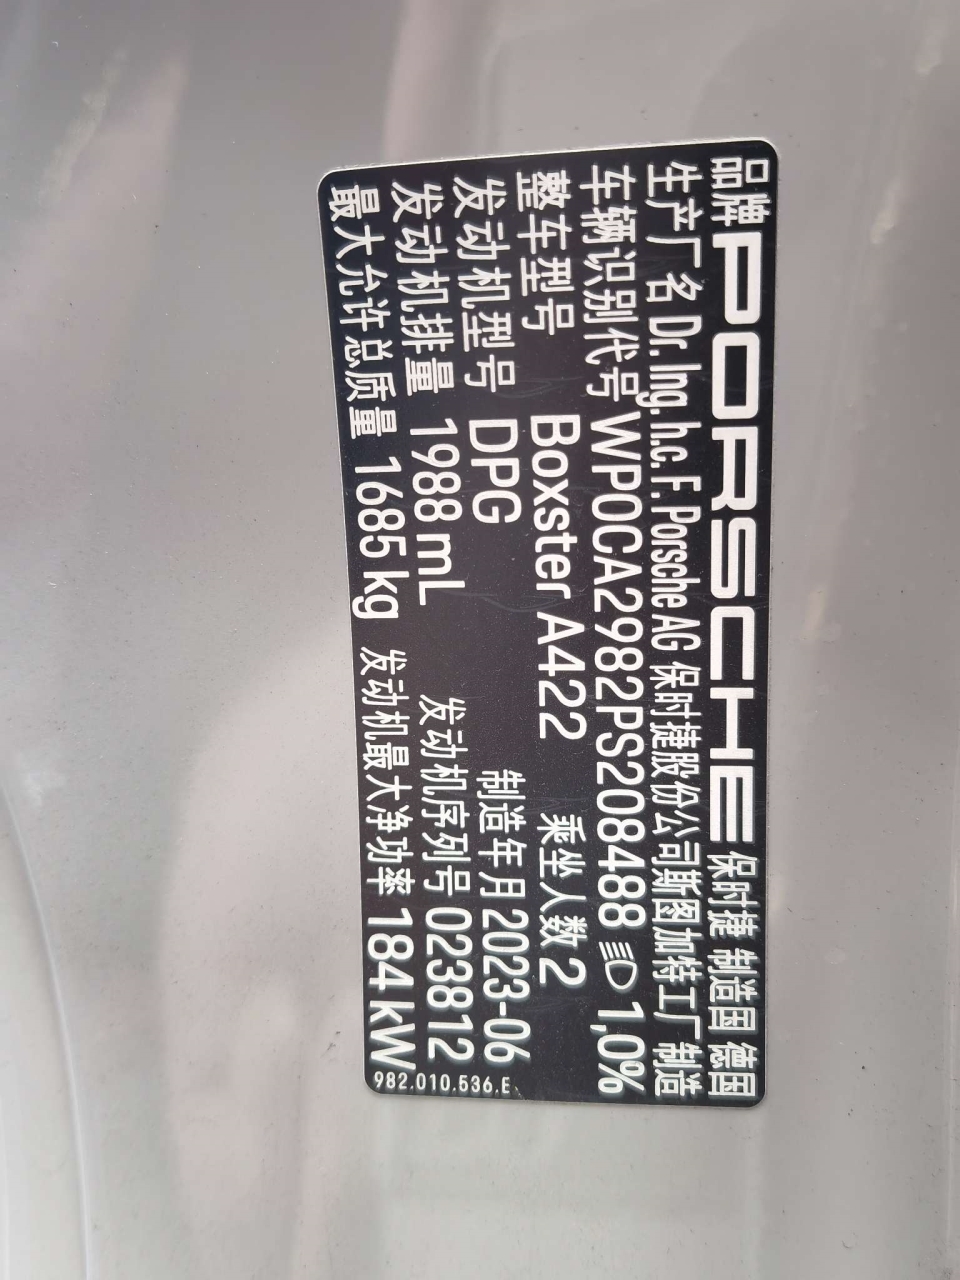 品牌 PORSCHE 保时捷 制造国 德国
生产厂名 Dr. Ing. h.c. F. Porsche AG 保时捷股份公司斯图加特工厂 制造
车辆识别代号 WP0CA2982PS208488 1,0%
整车型号 Boxster A422 乘坐人数 2
发动机型号 DPG 制造年月 2023-06
发动机排量 1988 mL 发动机序列号 023812
最大允许总质量 1685 kg 发动机最大净功率 184 kW
982.010.536.E